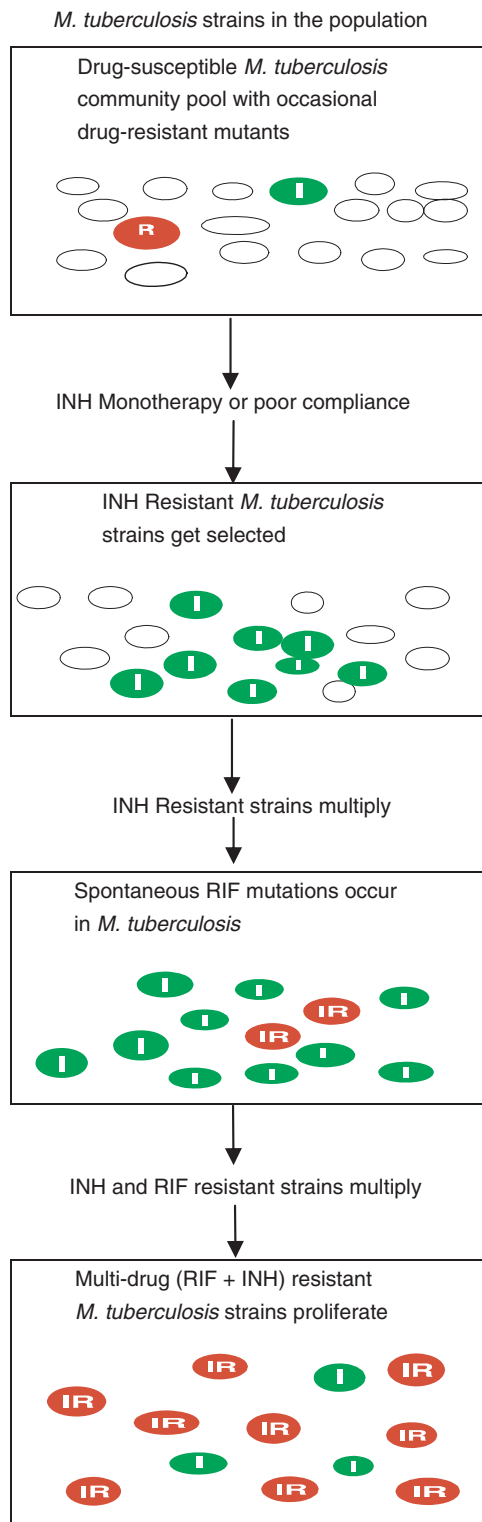 M. tuberculosis strains in the population
Drug-susceptible M. tuberculosis
community pool with occasional
drug-resistant mutants
I
R
INH Monotherapy or poor compliance
INH Resistant M. tuberculosis
strains get selected
I
I
I
I
I
I
I
I
INH Resistant strains multiply
Spontaneous RIF mutations occur
in M. tuberculosis
I
I
I
IR
I
IR
I
I
I
I
I
I
INH and RIF resistant strains multiply
Multi-drug (RIF + INH) resistant
M. tuberculosis strains proliferate
IR
I
IR
IR
IR
IR
IR
I
I
IR
IR
IR